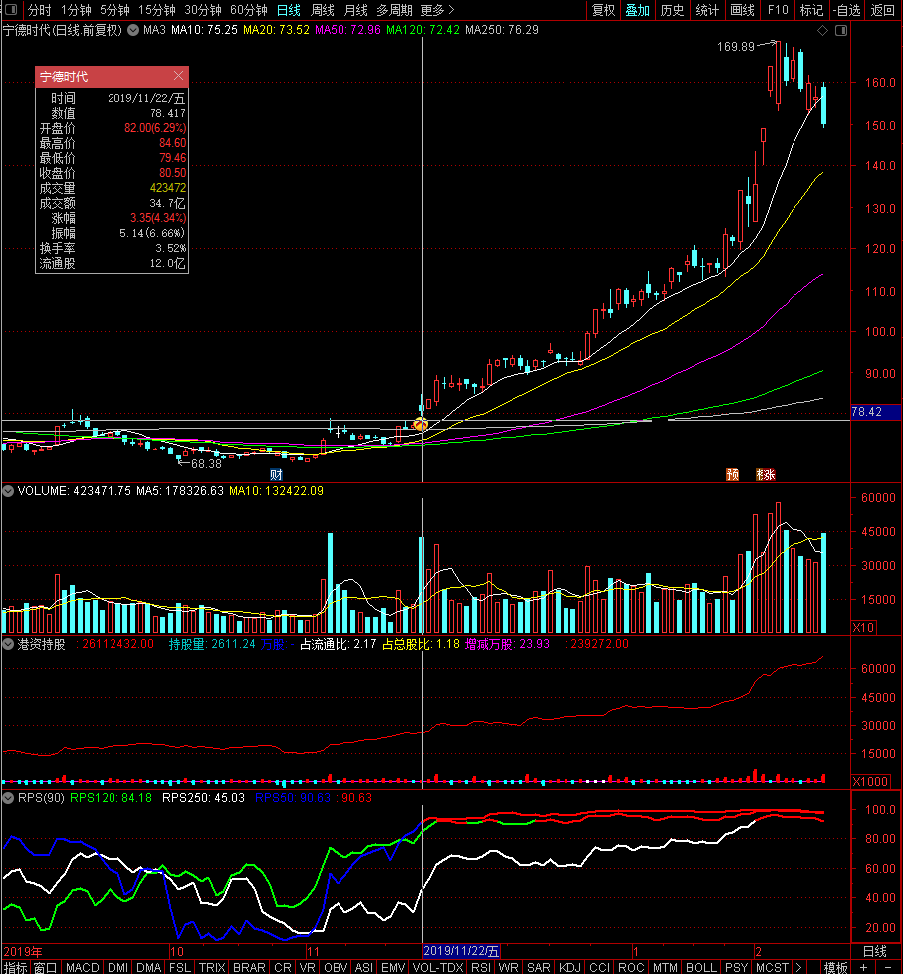 分时 1分钟 5分钟 15分钟 30分钟 60分钟 日线 周线 月线 多周期 更多 复权 叠加 历史 统计 画线 F10 标记 -自选 返回
宁德时代(日线.前复权) MA3 MA10: 75.25 MA20: 73.52 MA50: 72.96 MA120: 72.42 MA250: 76.29
169.89
宁德时代
时间 2019/11/22/五
数值 78.417
开盘价 82.00(6.29%)
最高价 84.60
最低价 79.46
收盘价 80.50
成交量 423472
成交额 34.7亿
涨幅 3.35(4.34%)
振幅 5.14(6.66%)
换手率 3.52%
流通股 12.0亿
160.0
150.0
140.0
130.0
120.0
110.0
100.0
90.00
78.42
68.38
财 预 涨
VOLUME: 423471.75 MA5: 178326.63 MA10: 132422.09
60000
45000
30000
15000
X10
港资持股 : 26112432.00 持股量: 2611.24 万股: 占流通比: 2.17 占总股比: 1.18 增减万股: 23.93 : 239272.00
60000
45000
30000
15000
X1000
RPS(90) RPS120: 84.18 RPS250: 45.03 RPS50: 90.63 : 90.63
100.0
80.00
60.00
40.00
20.00
2019年 10 11 2019/11/22/五 1 2 日线
指标 窗口 MACD DMI DMA FSL TRIX BRAR CR VR OBV ASI EMV VOL-TDX RSI WR SAR KDJ CCI ROC MTM BOLL PSY MCST > 模板 + -